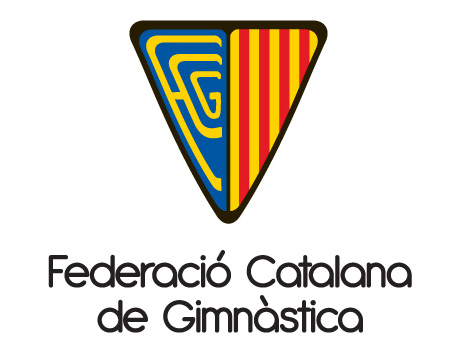 FCG
Federació Catalana
de Gimnàstica